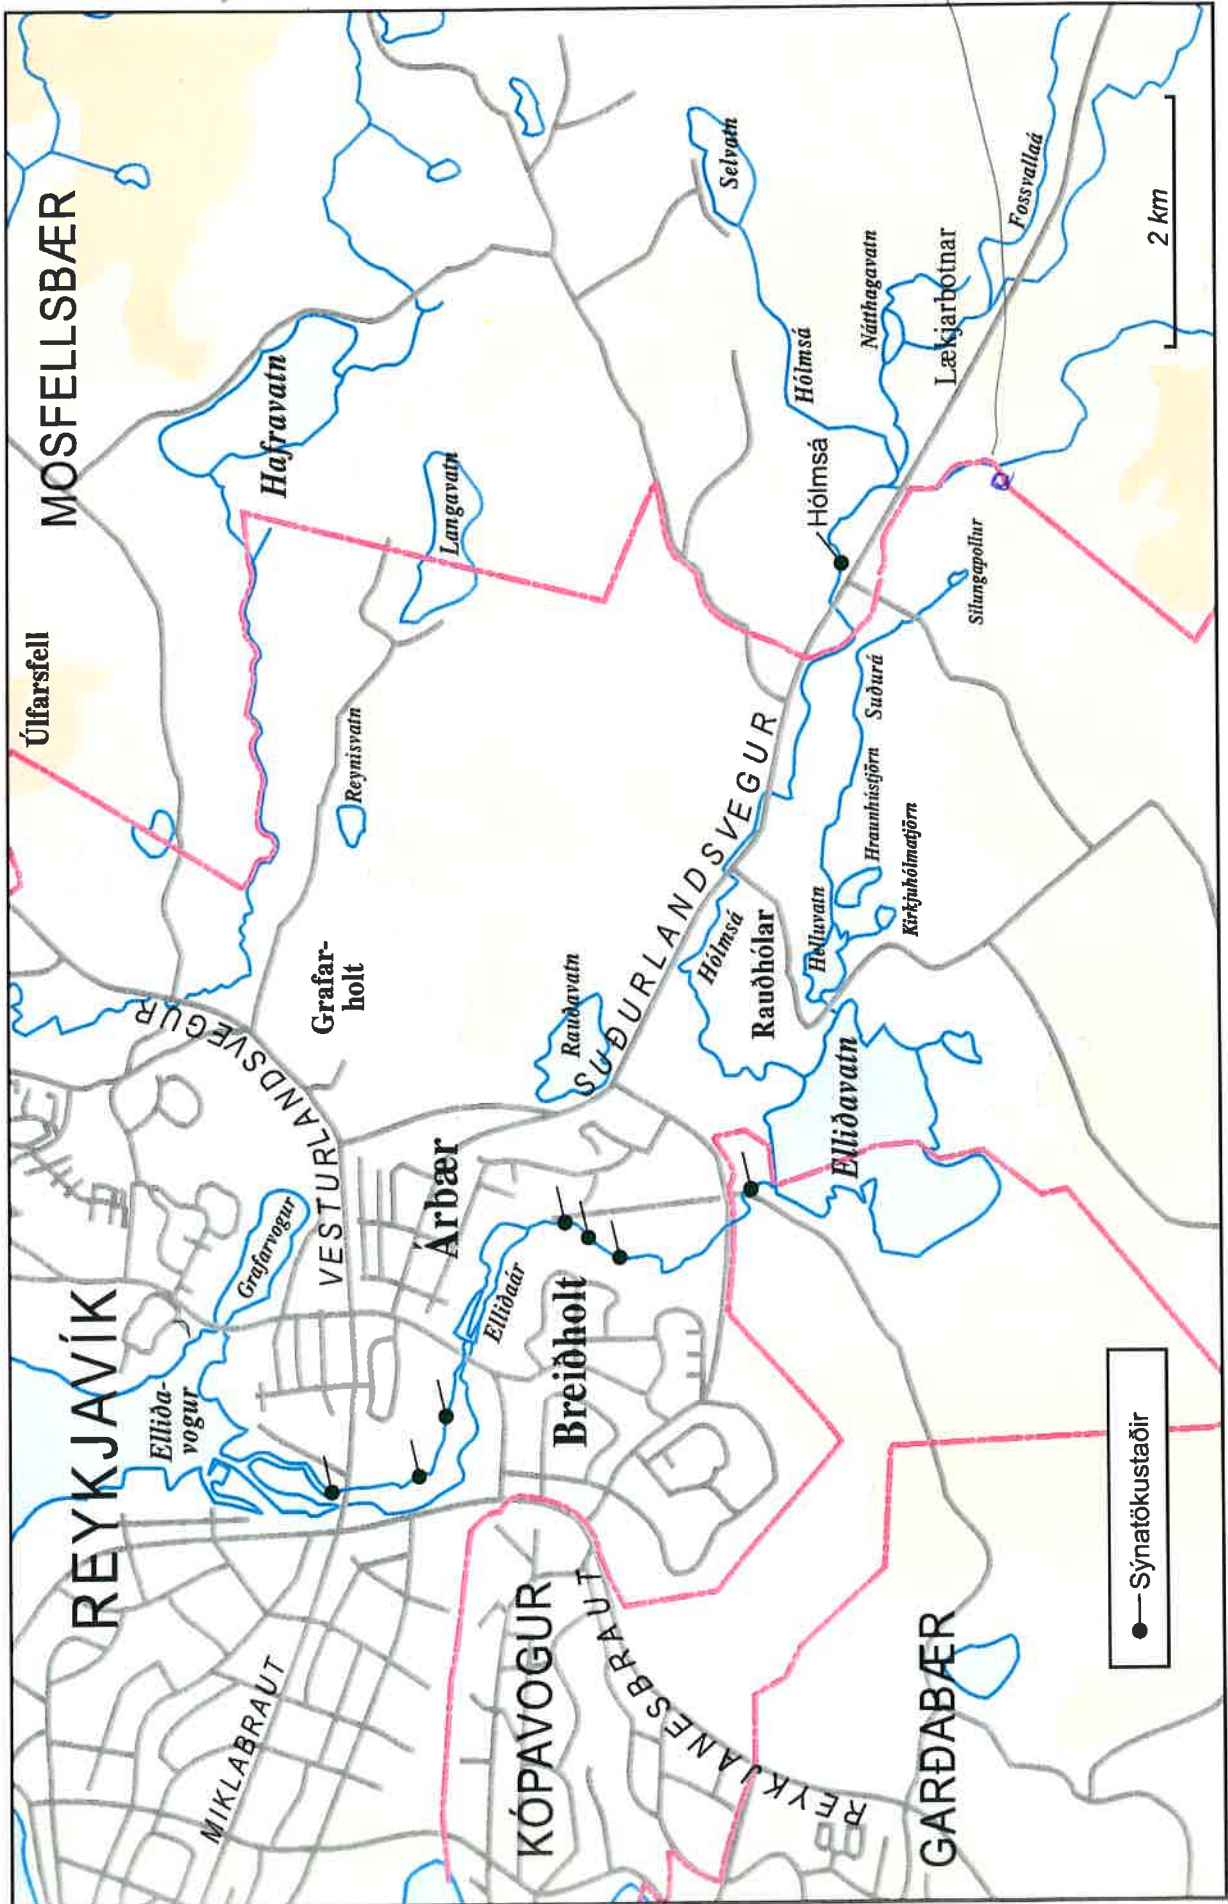 REYKJAVÍK
MOSFELLSBÆR
Úlfarsfell
Elliða-
vogur
Grafarvogur
VESTURLANDSVEGUR
Grafar-
holt
Reynisvatn
Hafravatn
Langavatn
MIKLABRAUT
Árbær
Elliðaár
Breiðholt
Rauðavatn
SUÐURLANDSVEGUR
Selvatn
Hólmsá
Hólmsá
Nátthagavatn
Lækjarbotnar
Fossvallaá
KÓPAVOGUR
REYKJANESBRAUT
Hólmsá
Rauðhólar
Helluvatn
Hraunhústjörn
Suðurá
Kirkjuhólmatjörn
Silungapollur
Elliðavatn
GARÐABÆR
Sýnatökustaðir
2 km